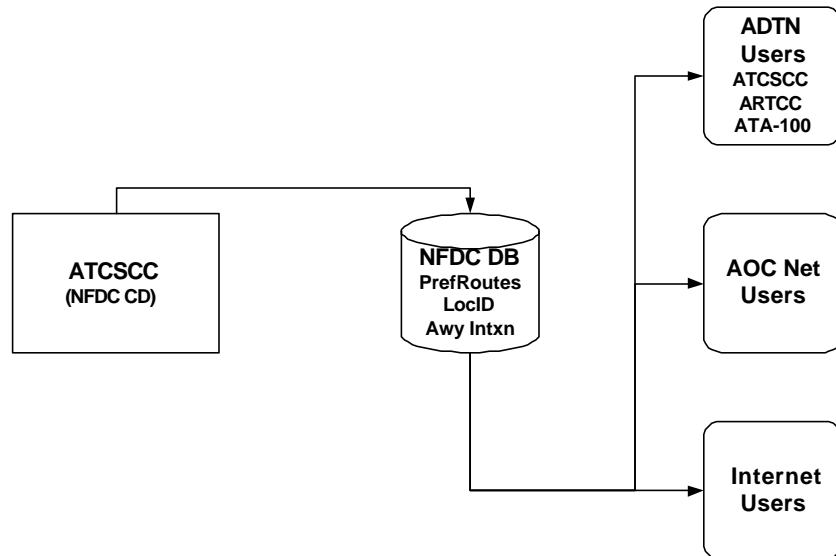 ADTN
Users
ATCSCC
ARTCC
ATA-100
ATCSCC
(NFDC CD)
NFDC DB
PrefRoutes
LocID
Awy Intxn
AOC Net
Users
Internet
Users